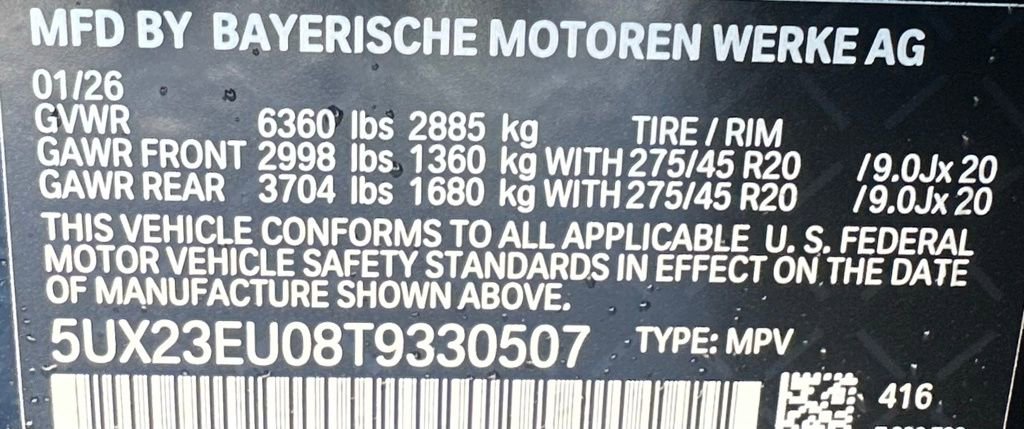 MFD BY BAYERISCHE MOTOREN WERKE AG
01/26
GVWR 6360 lbs 2885 kg TIRE / RIM
GAWR FRONT 2998 lbs 1360 kg WITH 275/45 R20 /9.0Jx 20
GAWR REAR 3704 lbs 1680 kg WITH 275/45 R20 /9.0Jx 20
THIS VEHICLE CONFORMS TO ALL APPLICABLE U. S. FEDERAL
MOTOR VEHICLE SAFETY STANDARDS IN EFFECT ON THE DATE
OF MANUFACTURE SHOWN ABOVE.
5UX23EU08T9330507 TYPE: MPV
416